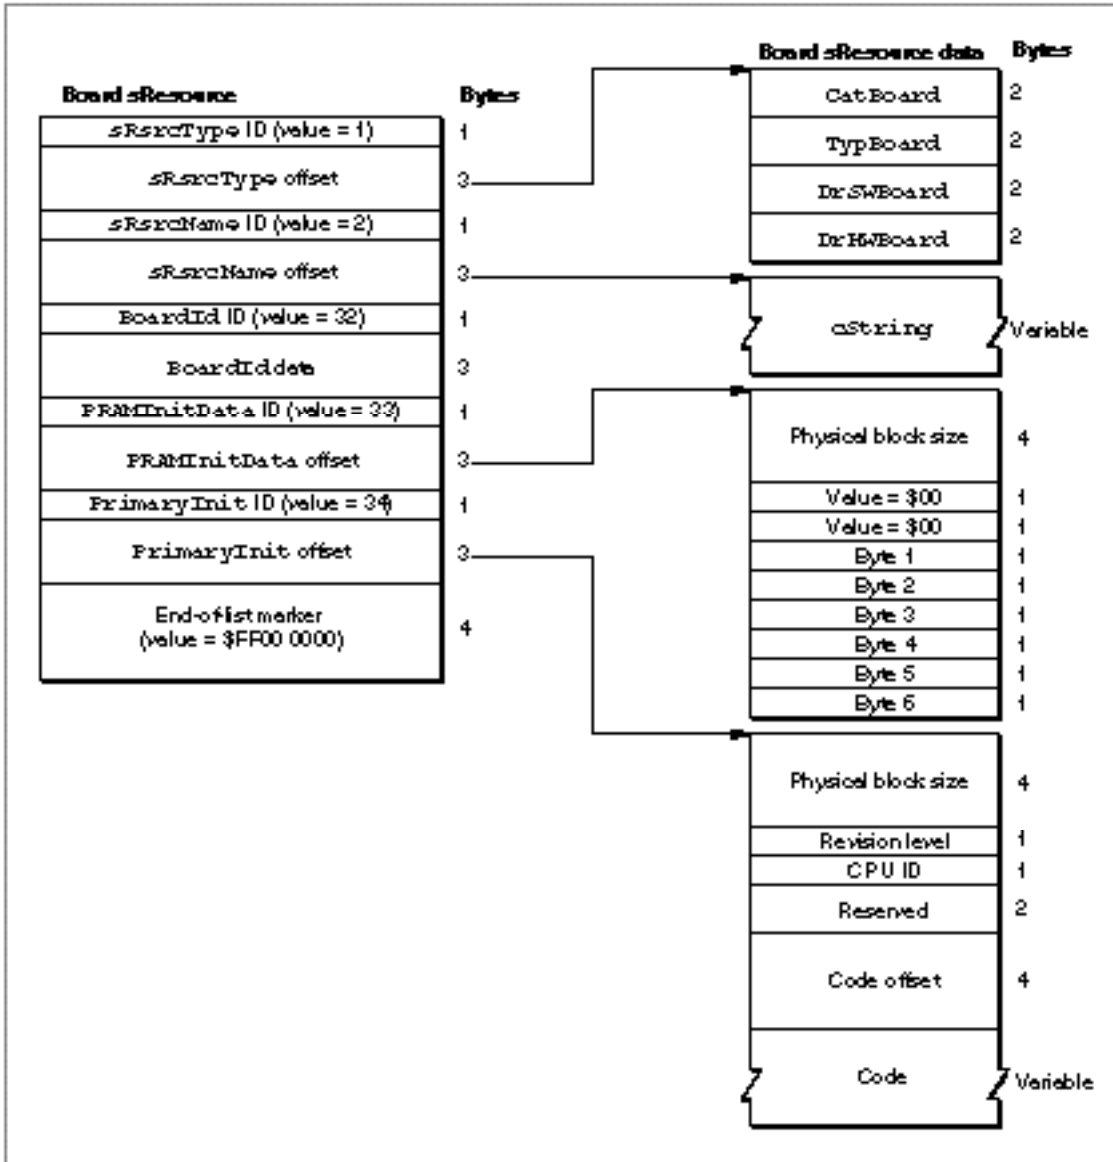 Board sResource
Bytes
sRsrcType ID (value = 1)
1
sRsrcType offset
3
sRsrcName ID (value = 2)
1
sRsrcName offset
3
BoardId ID (value = 32)
1
BoardId data
3
PRAMInitData ID (value = 33)
1
PRAMInitData offset
3
PrimaryInit ID (value = 34)
1
PrimaryInit offset
3
End-of-list marker
(value = $FF00 0000)
4
Board sResource data
Bytes
CatBoard
2
TypBoard
2
DrSWBoard
2
DrHWBoard
2
cString
Variable
Physical block size
4
Value = $00
1
Value = $00
1
Byte 1
1
Byte 2
1
Byte 3
1
Byte 4
1
Byte 5
1
Byte 6
1
Physical block size
4
Revision level
1
CPU ID
1
Reserved
2
Code offset
4
Code
Variable